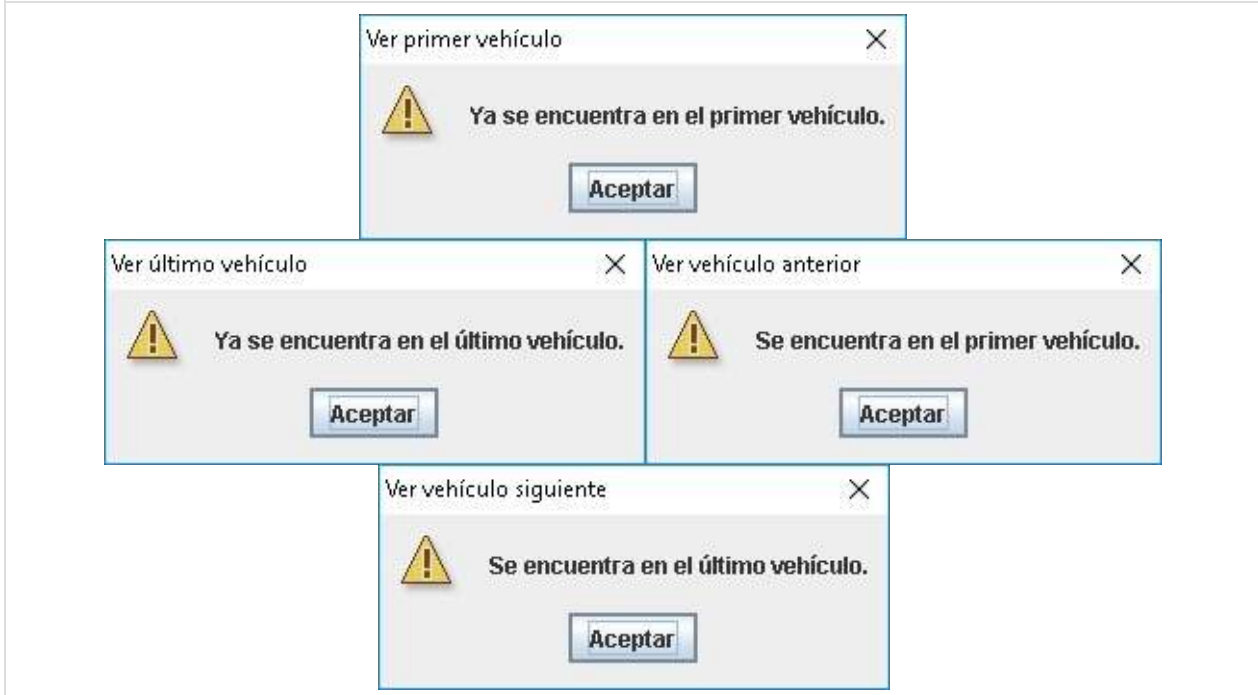 Ver primer vehículo
Ya se encuentra en el primer vehículo.
Aceptar
Ver último vehículo
Ya se encuentra en el último vehículo.
Aceptar
Ver vehículo anterior
Se encuentra en el primer vehículo.
Aceptar
Ver vehículo siguiente
Se encuentra en el último vehículo.
Aceptar